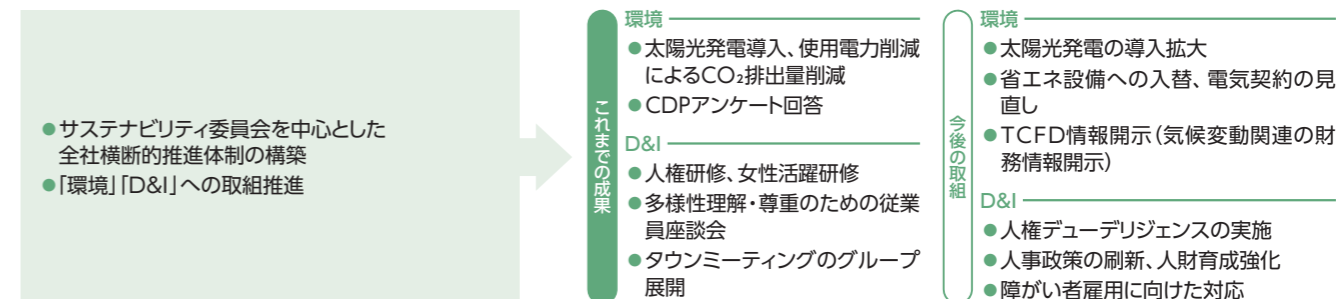 ●サステナビリティ委員会を中心とした
全社横断的推進体制の構築
●「環境」「D&I」への取組推進
これまでの成果
環境
●太陽光発電導入、使用電力削減
によるCO₂排出量削減
●CDPアンケート回答
D&I
●人権研修、女性活躍研修
●多様性理解・尊重のための従業
員座談会
●タウンミーティングのグループ
展開
今後の取組
環境
●太陽光発電の導入拡大
●省エネ設備への入替、電気契約の見
直し
●TCFD情報開示（気候変動関連の財
務情報開示）
D&I
●人権デューデリジェンスの実施
●人事政策の刷新、人財育成強化
●障がい者雇用に向けた対応